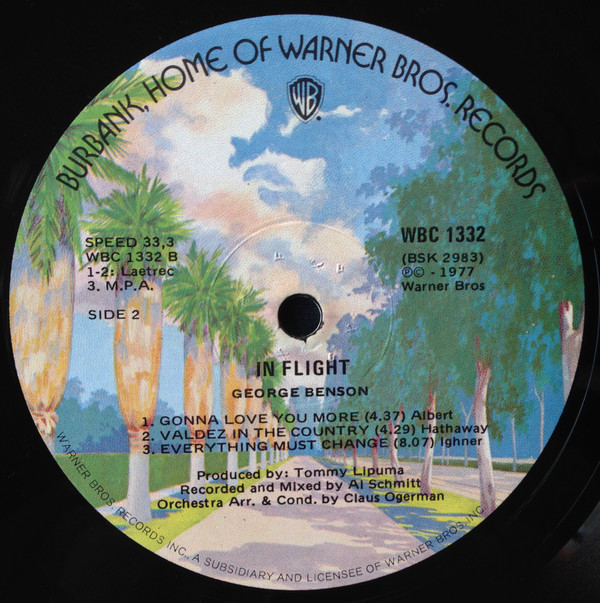 BURBANK, HOME OF WARNER BROS. RECORDS
WB
SPEED 33,3
WBC 1332 B
1-2: Laetrec
3. M.P.A.
SIDE 2
WBC 1332
(BSK 2983)
Ⓟ© - 1977
Warner Bros
IN FLIGHT
GEORGE BENSON
1. GONNA LOVE YOU MORE (4.37) Albert
2. VALDEZ IN THE COUNTRY (4.29) Hathaway
3. EVERYTHING MUST CHANGE (8.07) Ighner
Produced by: Tommy Lipuma
Recorded and Mixed by Al Schmitt
Orchestra Arr. & Cond. by Claus Ogerman
WARNER BROS. RECORDS INC., A SUBSIDIARY AND LICENSEE OF WARNER BROS. INC.